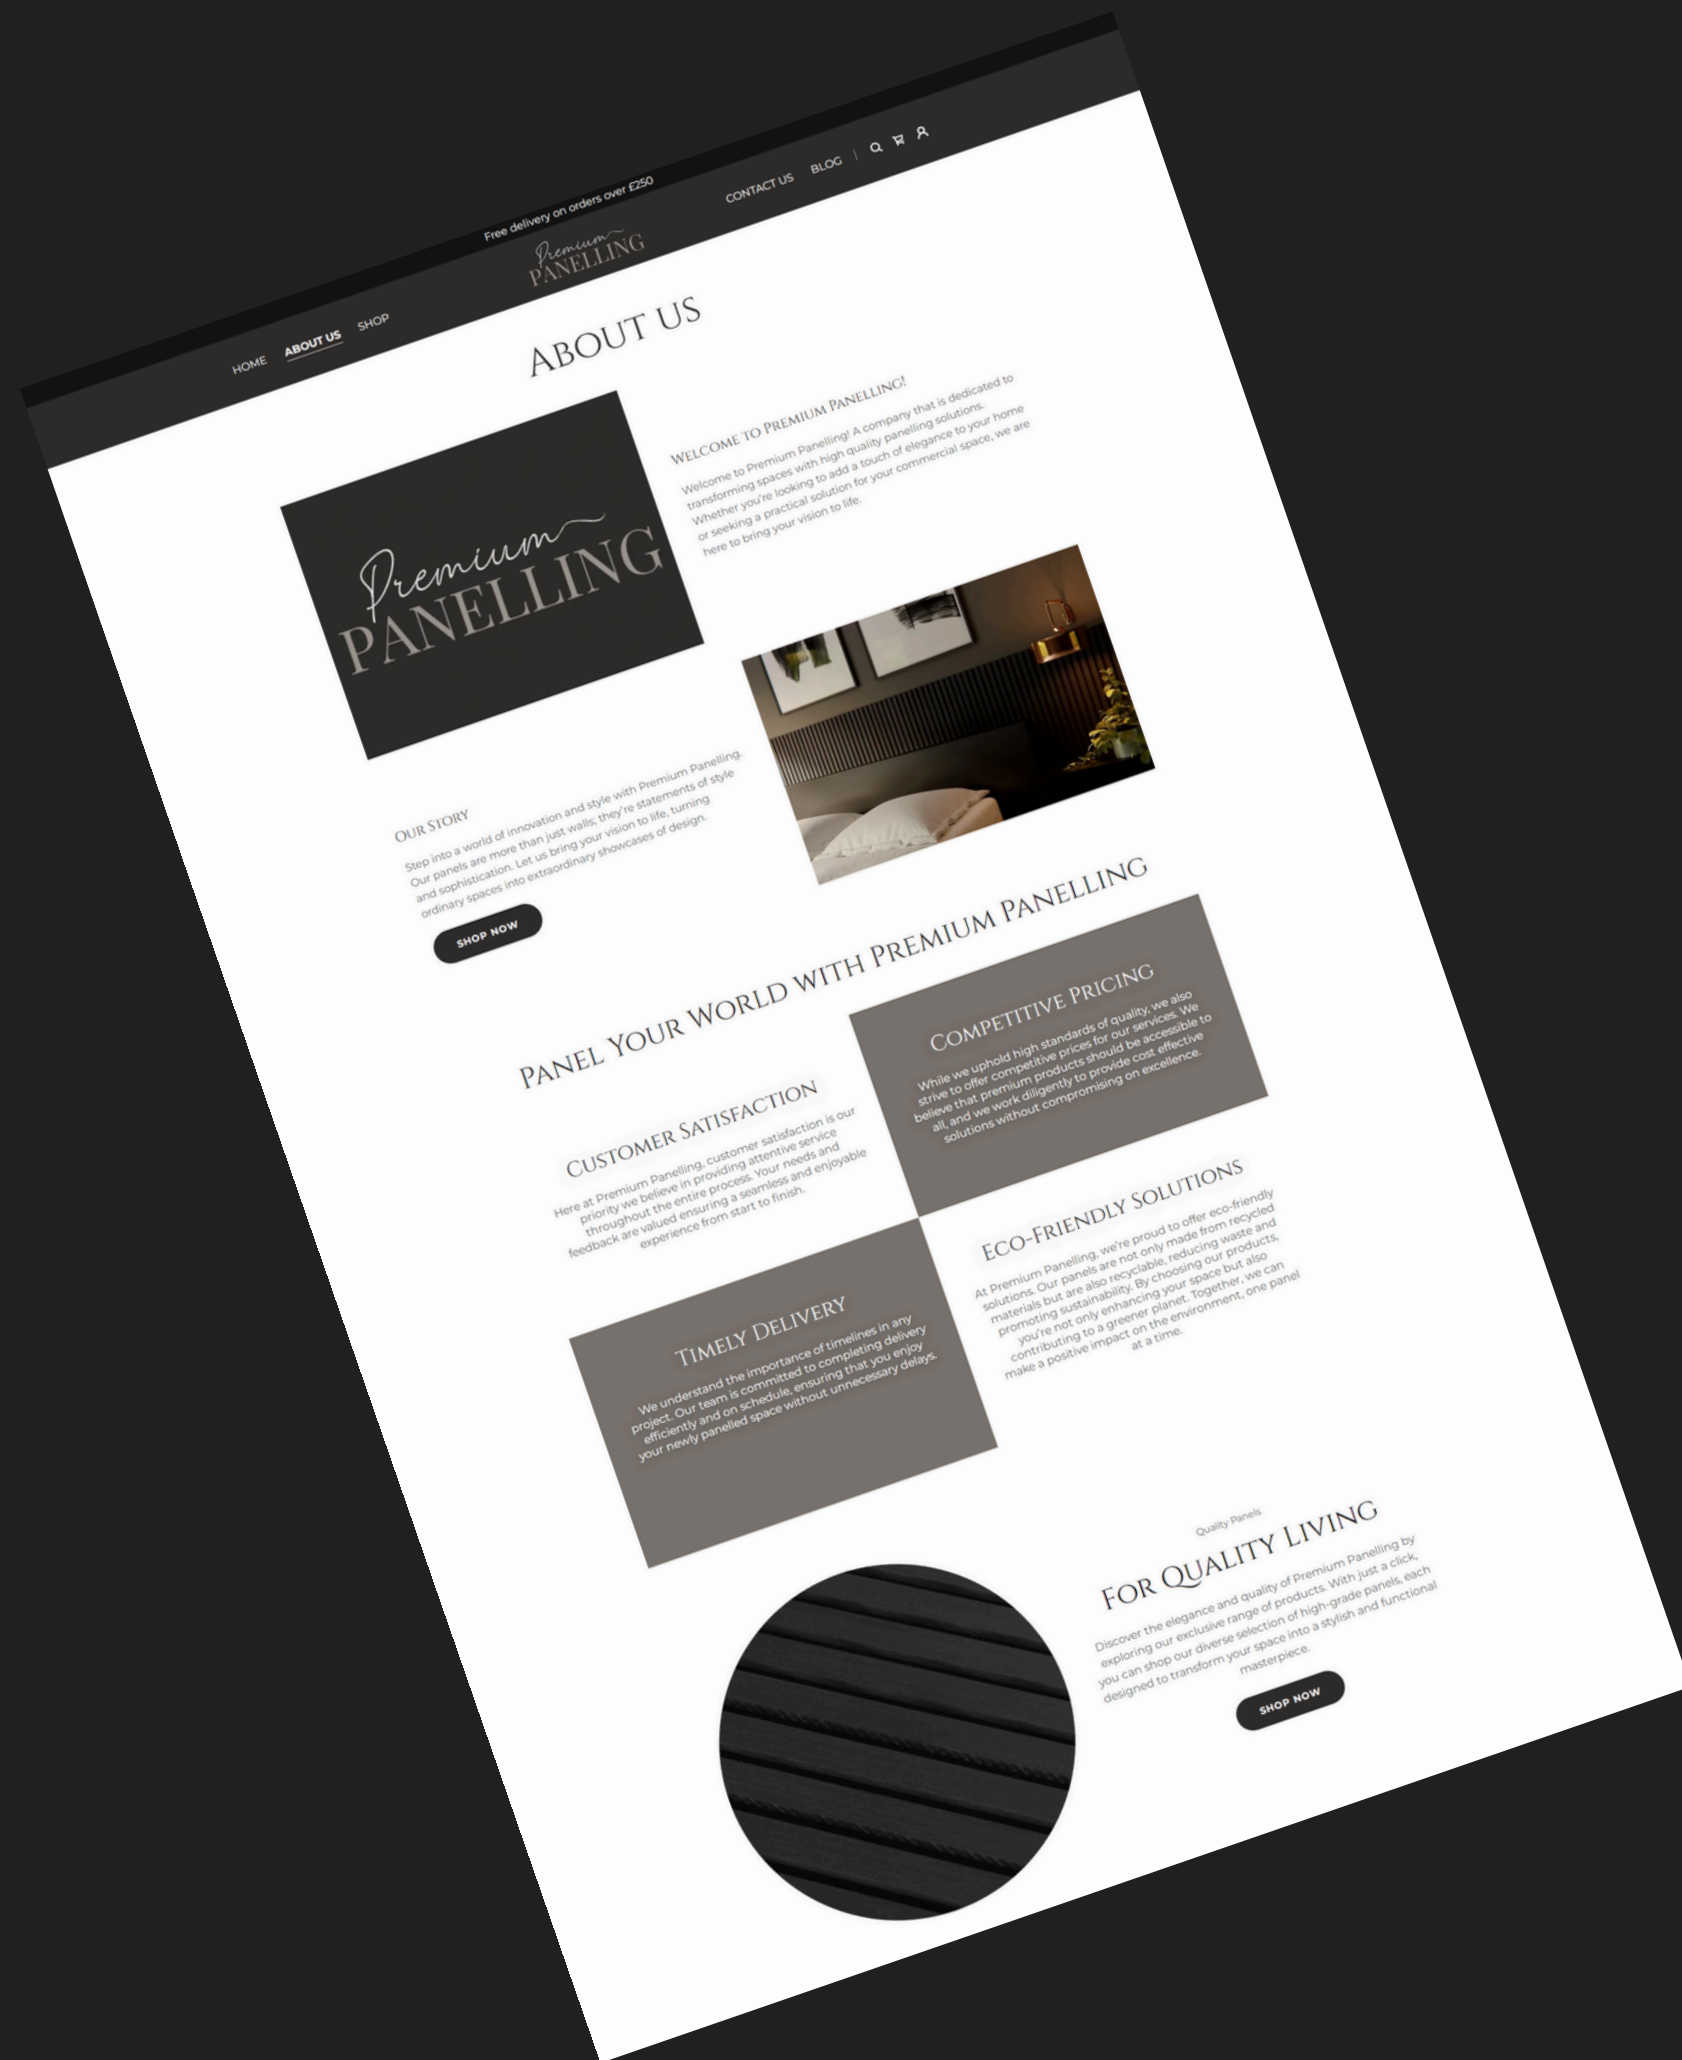 Free delivery on orders over £250
HOME ABOUT US SHOP
Premium
PANELLING
CONTACT US BLOG
ABOUT US
Premium
PANELLING
WELCOME TO PREMIUM PANELLING!
Welcome to Premium Panelling! A company that is dedicated to
transforming spaces with high quality panelling solutions.
Whether you're looking to add a touch of elegance to your home
or seeking a practical solution for your commercial space, we are
here to bring your vision to life.
OUR STORY
Step into a world of innovation and style with Premium Panelling.
Our panels are more than just walls; they're statements of style
and sophistication. Let us bring your vision to life, turning
ordinary spaces into extraordinary showcases of design.
SHOP NOW
PANEL YOUR WORLD WITH PREMIUM PANELLING
CUSTOMER SATISFACTION
Here at Premium Panelling, customer satisfaction is our
priority we believe in providing attentive service
throughout the entire process. Your needs and
feedback are valued ensuring a seamless and enjoyable
experience from start to finish.
COMPETITIVE PRICING
While we uphold high standards of quality, we also
strive to offer competitive prices for our services. We
believe that premium products should be accessible to
all, and we work diligently to provide cost effective
solutions without compromising on excellence.
TIMELY DELIVERY
We understand the importance of timelines in any
project. Our team is committed to completing delivery
efficiently and on schedule, ensuring that you enjoy
your newly panelled space without unnecessary delays.
ECO-FRIENDLY SOLUTIONS
At Premium Panelling, we're proud to offer eco-friendly
solutions. Our panels are not only made from recycled
materials but are also recyclable, reducing waste and
promoting sustainability. By choosing our products,
you're not only enhancing your space but also
contributing to a greener planet. Together, we can
make a positive impact on the environment, one panel
at a time.
Quality Panels
FOR QUALITY LIVING
Discover the elegance and quality of Premium Panelling by
exploring our exclusive range of products. With just a click,
you can shop our diverse selection of high-grade panels, each
designed to transform your space into a stylish and functional
masterpiece.
SHOP NOW